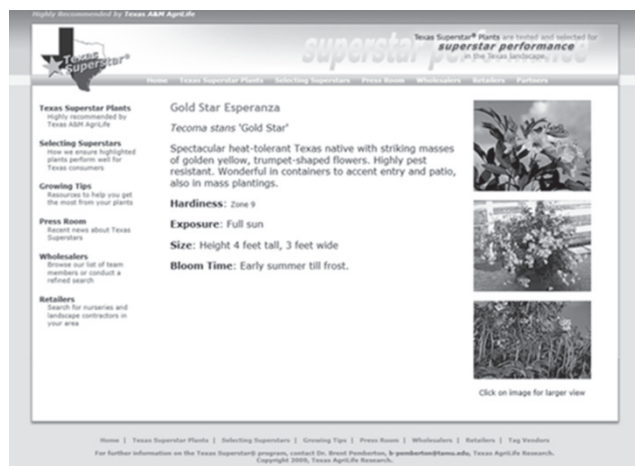 Highly Recommended by Texas A&M AgriLife
Texas Superstar®
superstar performance
Texas Superstar® Plants are tested and selected for
superstar performance
in the Texas landscape.
Home Texas Superstar Plants Selecting Superstars Press Room Wholesalers Retailers Partners
Texas Superstar Plants
Highly recommended by
Texas A&M AgriLife
Selecting Superstars
How we ensure highlighted
plants perform well for
Texas consumers
Growing Tips
Resources to help you get
the most from your plants
Press Room
Recent news about Texas
Superstars
Wholesalers
Browse our list of team
members or conduct a
refined search
Retailers
Search for nurseries and
landscape contractors in
your area
Gold Star Esperanza
Tecoma stans 'Gold Star'
Spectacular heat-tolerant Texas native with striking masses
of golden yellow, trumpet-shaped flowers. Highly pest
resistant. Wonderful in containers to accent entry and patio,
also in mass plantings.
Hardiness: Zone 9
Exposure: Full sun
Size: Height 4 feet tall, 3 feet wide
Bloom Time: Early summer till frost.
Click on image for larger view
Home | Texas Superstar Plants | Selecting Superstars | Growing Tips | Press Room | Wholesalers | Retailers | Tag Vendors
For further information on the Texas Superstar® program, contact Dr. Brent Pemberton, b-pemberton@tamu.edu, Texas AgriLife Research.
Copyright 2009, Texas AgriLife Research.